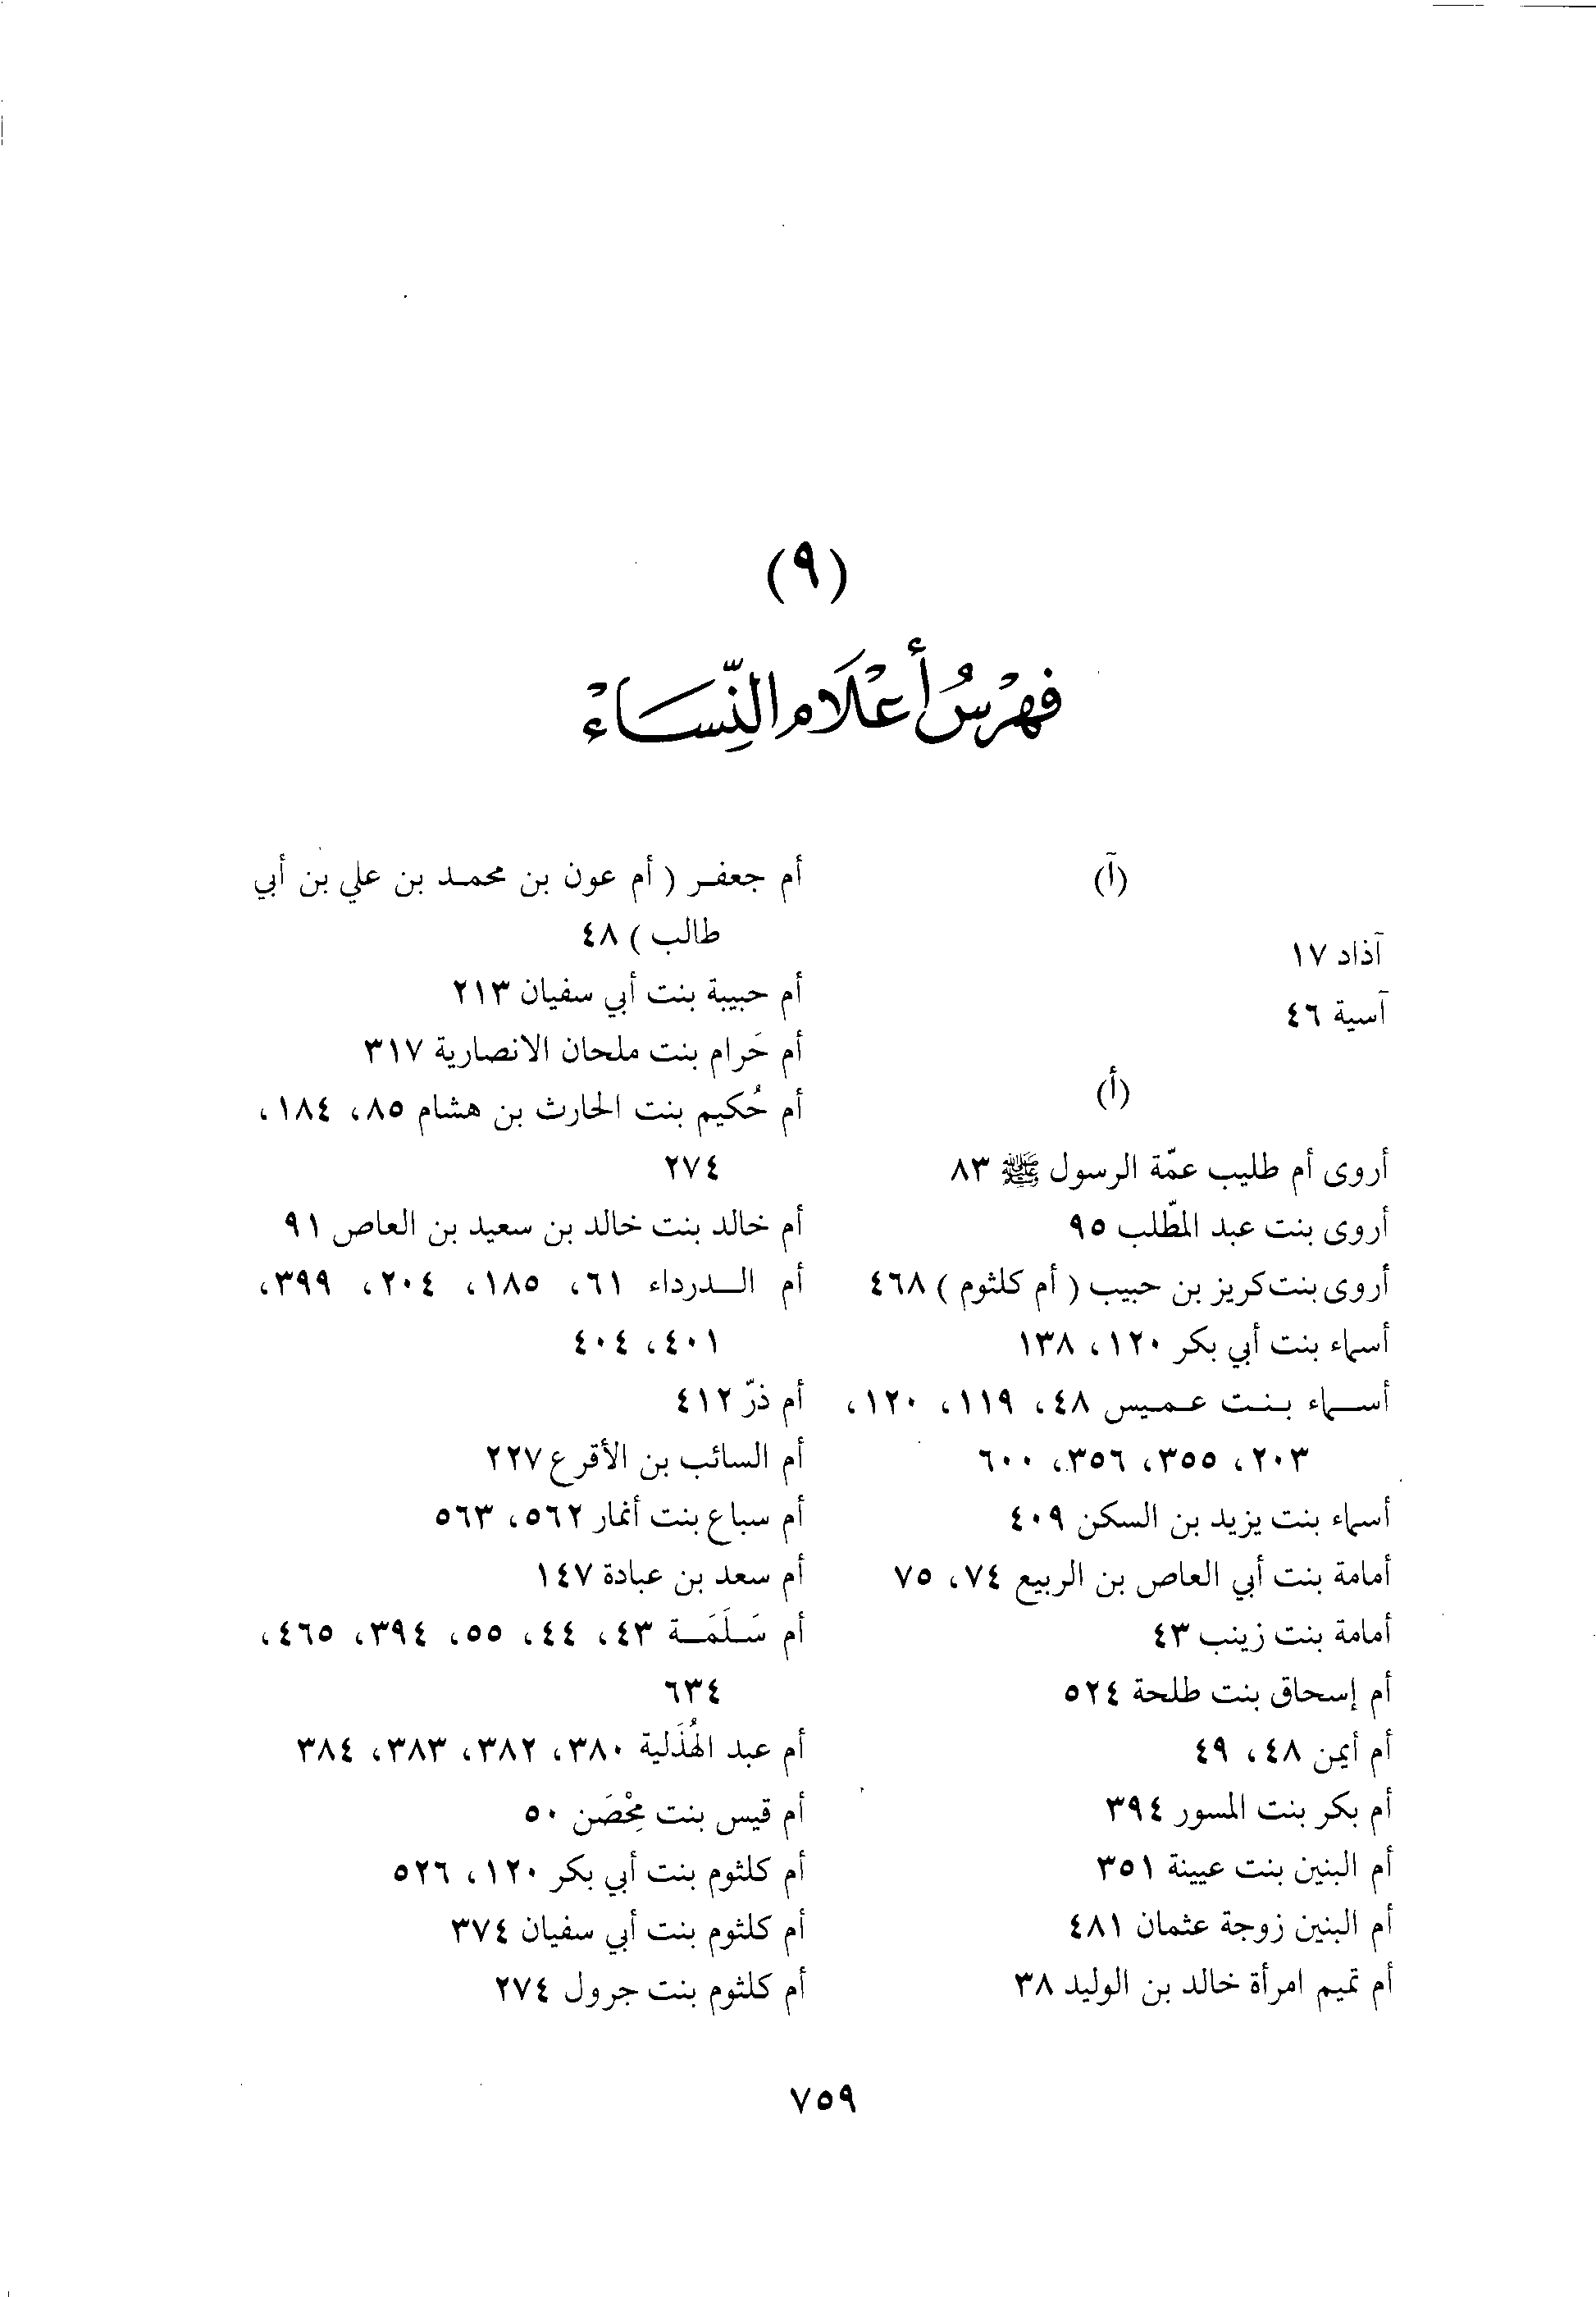 (٩)
فِهْرسُ أَعْلَام النِّسَاءْ
(آ)
آذاد ١٧
آسية ٤٦
(أ)
أروى أم طليب عمّة الرسول ﷺ ٨٣
أروى بنت عبد المطّلب ٩٥
أروى بنت كريز بن حبيب ( أم كلثوم ) ٤٦٨
أسماء بنت أبي بكر ١٢٠، ١٣٨
أسماء بنت عميس ٤٨، ١١٩، ١٢٠،
٢٠٣، ٣٥٥، ٣٥٦، ٦٠٠
أسماء بنت يزيد بن السكن ٤٠٩
أمامة بنت أبي العاص بن الربيع ٧٤، ٧٥
أمامة بنت زينب ٤٣
أم إسحاق بنت طلحة ٥٢٤
أم أيمن ٤٨، ٤٩
أم بكر بنت المسور ٣٩٤
أم البنين بنت عيينة ٣٥١
أم البنين زوجة عثمان ٤٨١
أم تميم امرأة خالد بن الوليد ٣٨
أم جعفر ( أم عون بن محمد بن علي بن أبي
طالب ) ٤٨
أم حبيبة بنت أبي سفيان ٢١٣
أم حَرام بنت ملحان الانصارية ٣١٧
أم حُكيم بنت الحارث بن هشام ٨٥، ١٨٤،
٢٧٤
أم خالد بنت خالد بن سعيد بن العاص ٩١
أم الدرداء ٦١، ١٨٥، ٢٠٤، ٣٩٩،
٤٠١، ٤٠٤
أم ذرّ ٤١٢
أم السائب بن الأقرع ٢٢٧
أم سباع بنت أنمار ٥٦٢، ٥٦٣
أم سعد بن عبادة ١٤٧
أم سَلَمَة ٤٣، ٤٤، ٥٥، ٣٩٤، ٤٦٥،
٦٣٤
أم عبد الهُذَلية ٣٨٠، ٣٨٢، ٣٨٣، ٣٨٤
أم قيس بنت مِحْصَن ٥٠
أم كلثوم بنت أبي بكر ١٢٠، ٥٢٦
أم كلثوم بنت أبي سفيان ٣٧٤
أم كلثوم بنت جرول ٢٧٤
٧٥٩